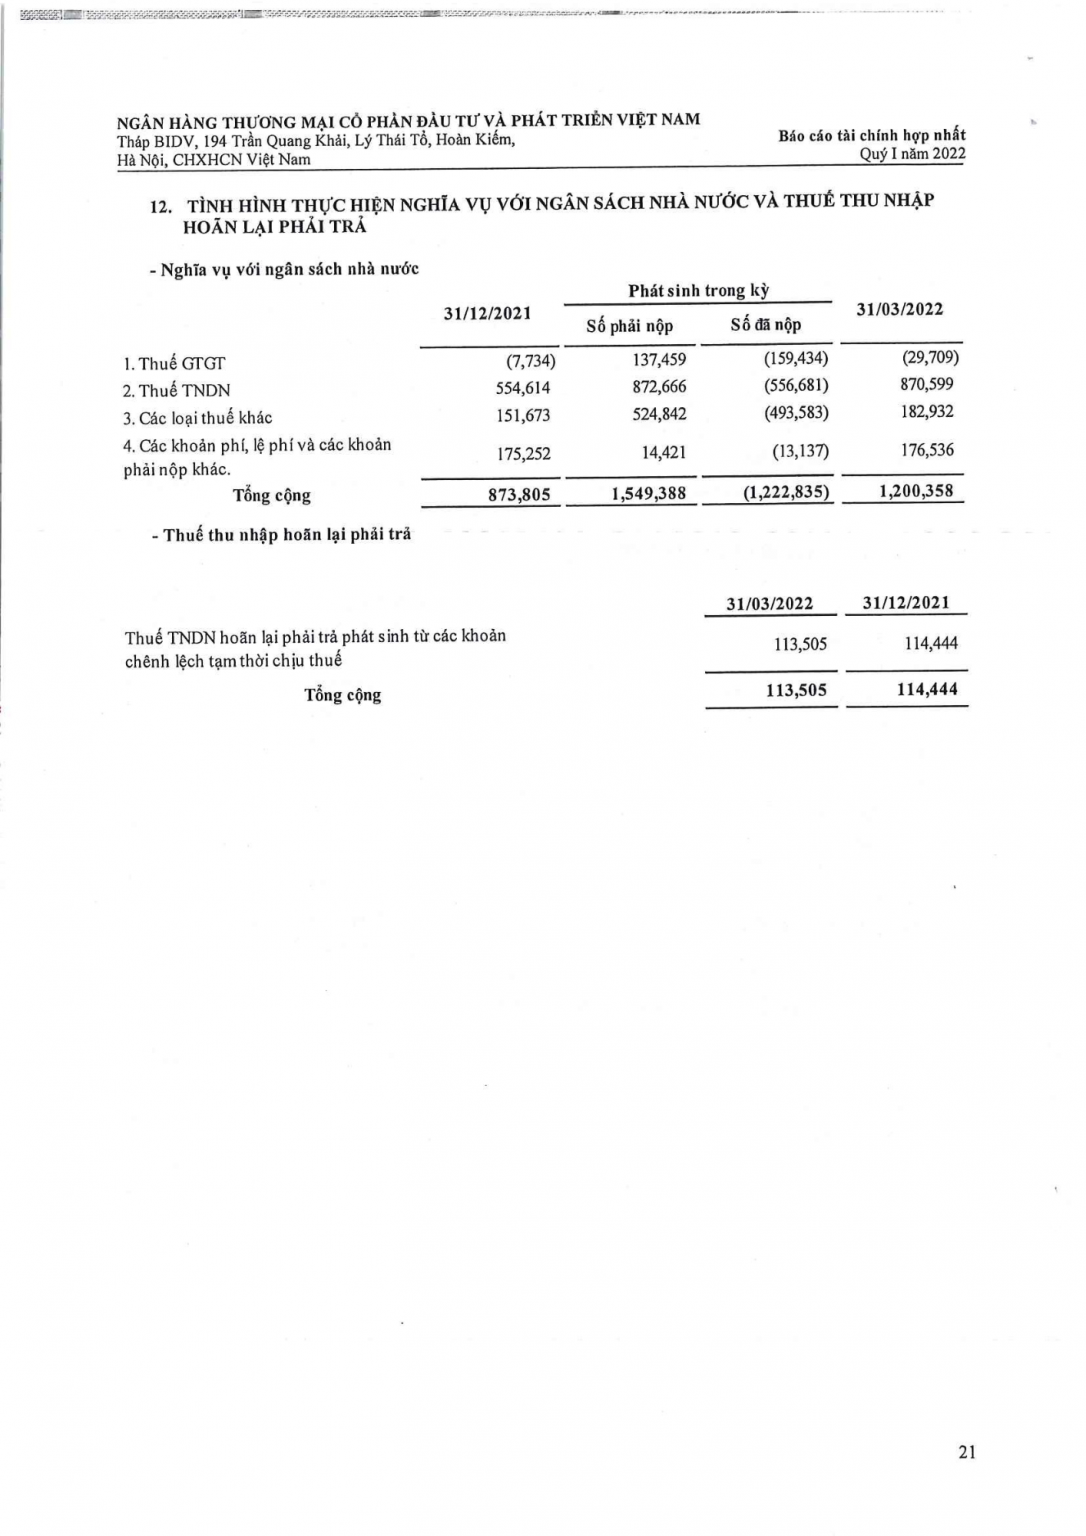 NGÂN HÀNG THƯƠNG MẠI CỔ PHẦN ĐẦU TƯ VÀ PHÁT TRIỂN VIỆT NAM
Tháp BIDV, 194 Trần Quang Khải, Lý Thái Tổ, Hoàn Kiếm,
Hà Nội, CHXHCN Việt Nam
Báo cáo tài chính hợp nhất
Quý I năm 2022
12. TÌNH HÌNH THỰC HIỆN NGHĨA VỤ VỚI NGÂN SÁCH NHÀ NƯỚC VÀ THUẾ THU NHẬP
HOÃN LẠI PHẢI TRẢ
- Nghĩa vụ với ngân sách nhà nước
Phát sinh trong kỳ
31/12/2021 Số phải nộp Số đã nộp 31/03/2022
1. Thuế GTGT (7,734) 137,459 (159,434) (29,709)
2. Thuế TNDN 554,614 872,666 (556,681) 870,599
3. Các loại thuế khác 151,673 524,842 (493,583) 182,932
4. Các khoản phí, lệ phí và các khoản
phải nộp khác. 175,252 14,421 (13,137) 176,536
Tổng cộng 873,805 1,549,388 (1,222,835) 1,200,358
- Thuế thu nhập hoãn lại phải trả
31/03/2022 31/12/2021
Thuế TNDN hoãn lại phải trả phát sinh từ các khoản
chênh lệch tạm thời chịu thuế 113,505 114,444
Tổng cộng 113,505 114,444
21